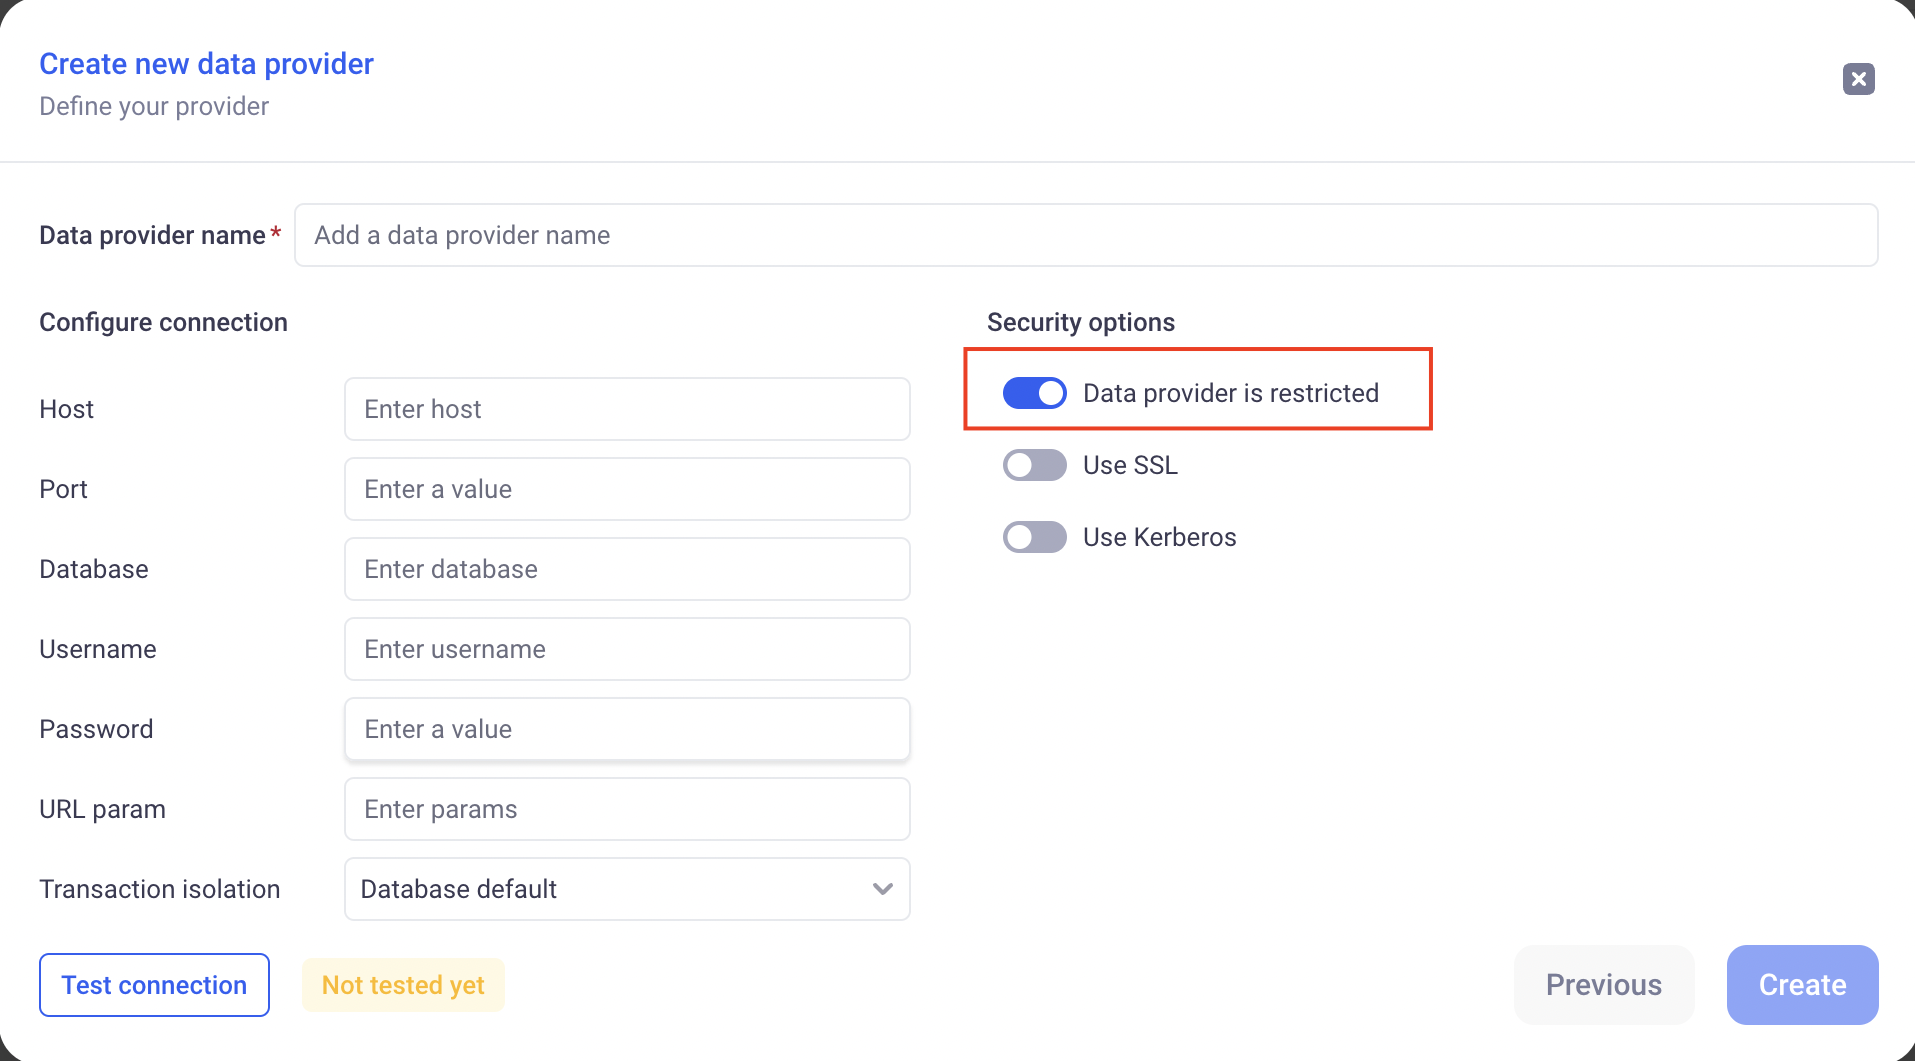 Create new data provider
Define your provider
Data provider name*
Add a data provider name
Configure connection
Host
Enter host
Port
Enter a value
Database
Enter database
Username
Enter username
Password
Enter a value
URL param
Enter params
Transaction isolation
Database default
Security options
Data provider is restricted
Use SSL
Use Kerberos
Test connection
Not tested yet
Previous
Create